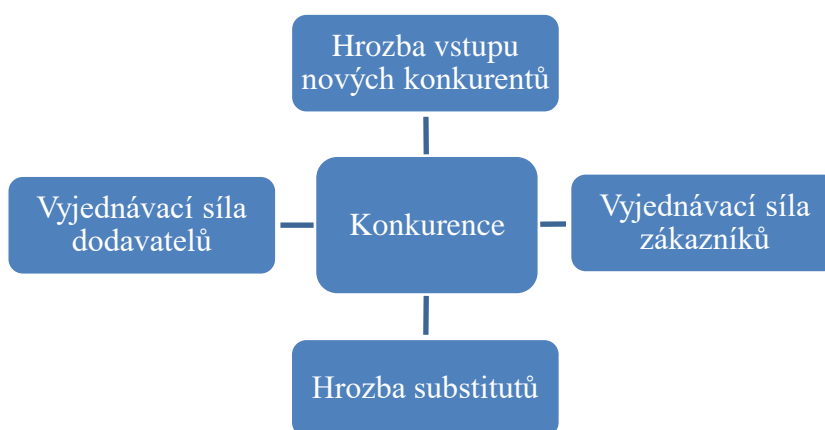 Hrozba vstupu
nových konkurentů
Vyjednávací síla
dodavatelů
Konkurence
Vyjednávací síla
zákazníků
Hrozba substitutů